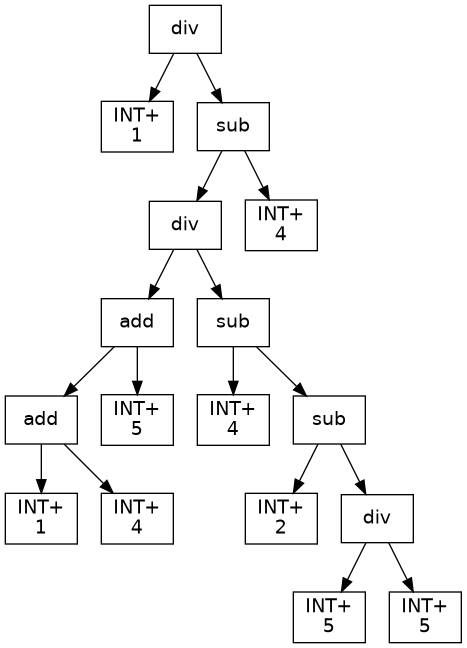 div
INT+
1
sub
div
INT+
4
add
sub
add
INT+
5
INT+
4
sub
INT+
1
INT+
4
INT+
2
div
INT+
5
INT+
5